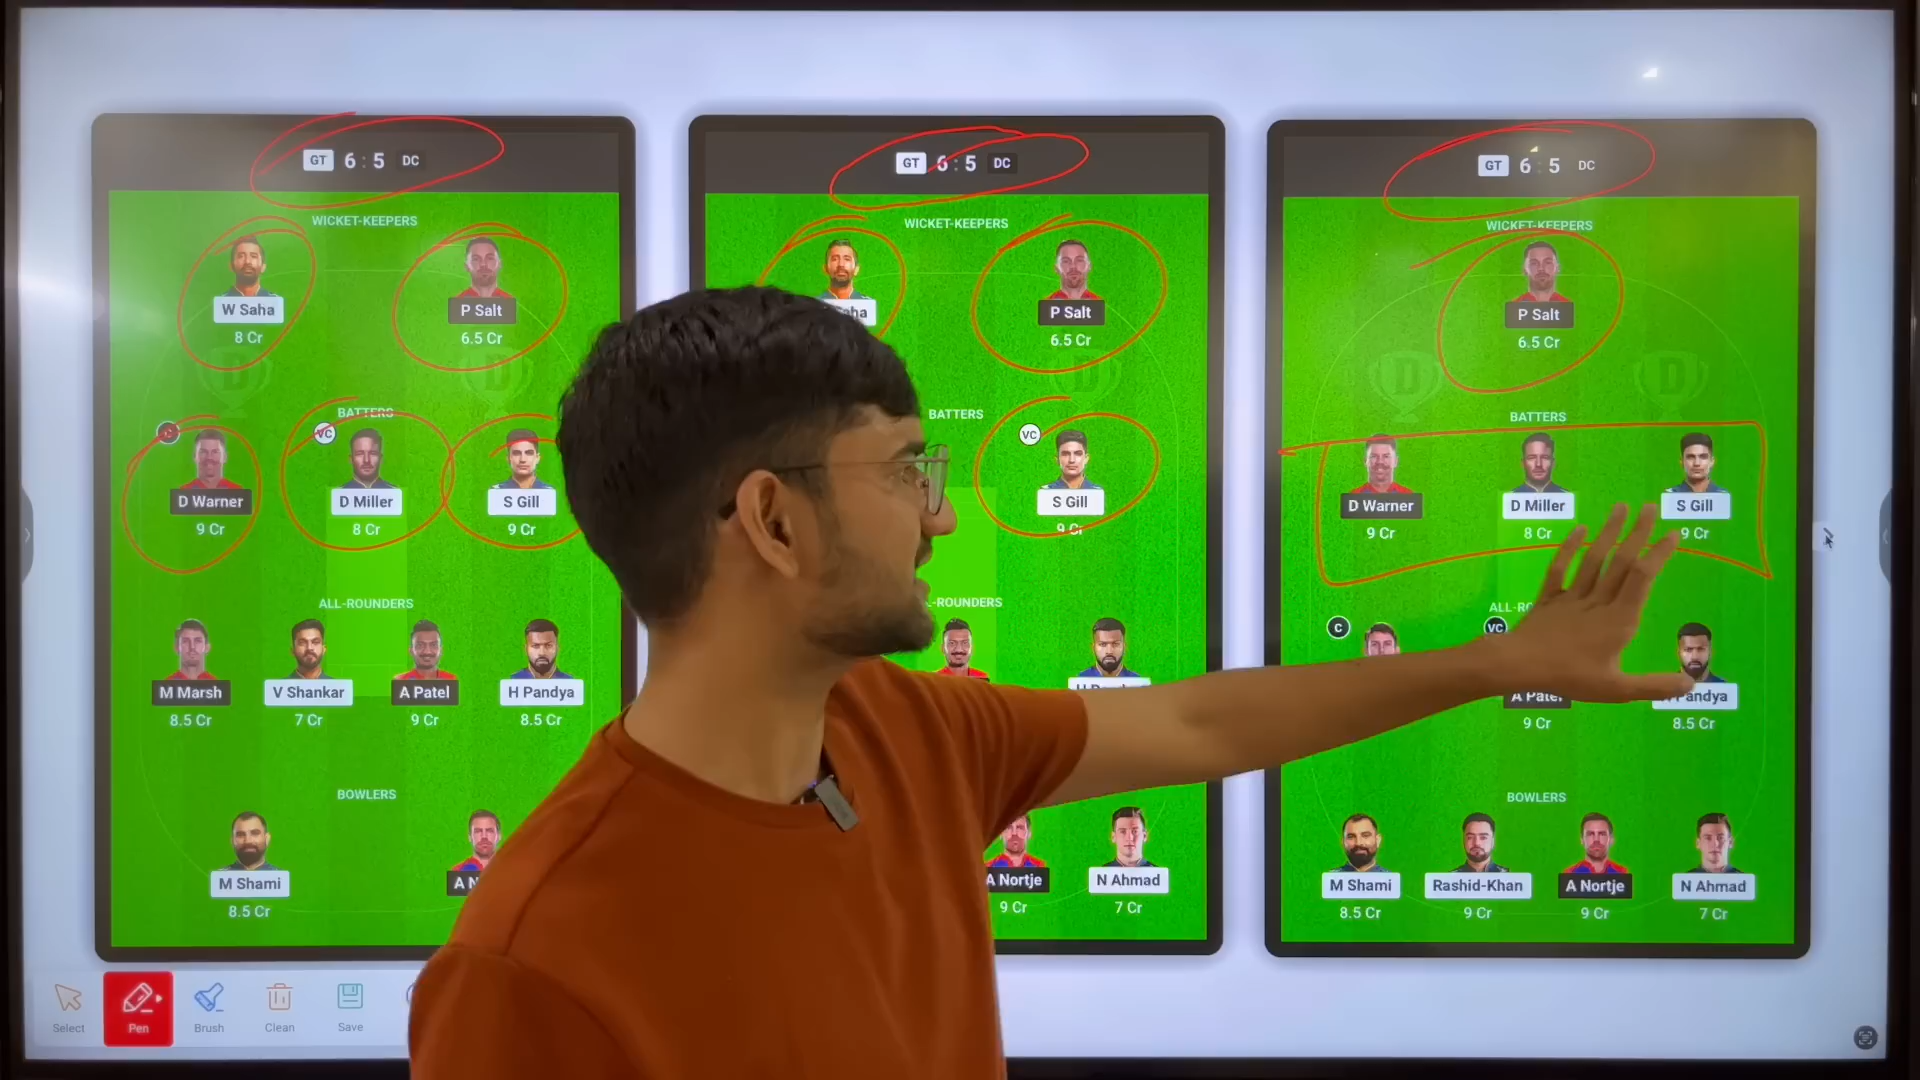 GT 6 : 5 DC
WICKET-KEEPERS
W Saha P Salt
8 Cr 6.5 Cr
BATTERS
C VC
D Warner D Miller S Gill
9 Cr 8 Cr 9 Cr
ALL-ROUNDERS
M Marsh V Shankar A Patel H Pandya
8.5 Cr 7 Cr 9 Cr 8.5 Cr
BOWLERS
M Shami
8.5 Cr
GT 6 : 5 DC
WICKET-KEEPERS
P Salt
6.5 Cr
BATTERS
VC
S Gill
9 Cr
A Nortje N Ahmad
9 Cr 7 Cr
GT 6 : 5 DC
WICKET-KEEPERS
P Salt
6.5 Cr
BATTERS
D Warner D Miller S Gill
9 Cr 8 Cr 9 Cr
C VC
A Patel
9 Cr 8.5 Cr
BOWLERS
M Shami Rashid-Khan A Nortje N Ahmad
8.5 Cr 9 Cr 9 Cr 7 Cr
Select Pen Brush Clean Save